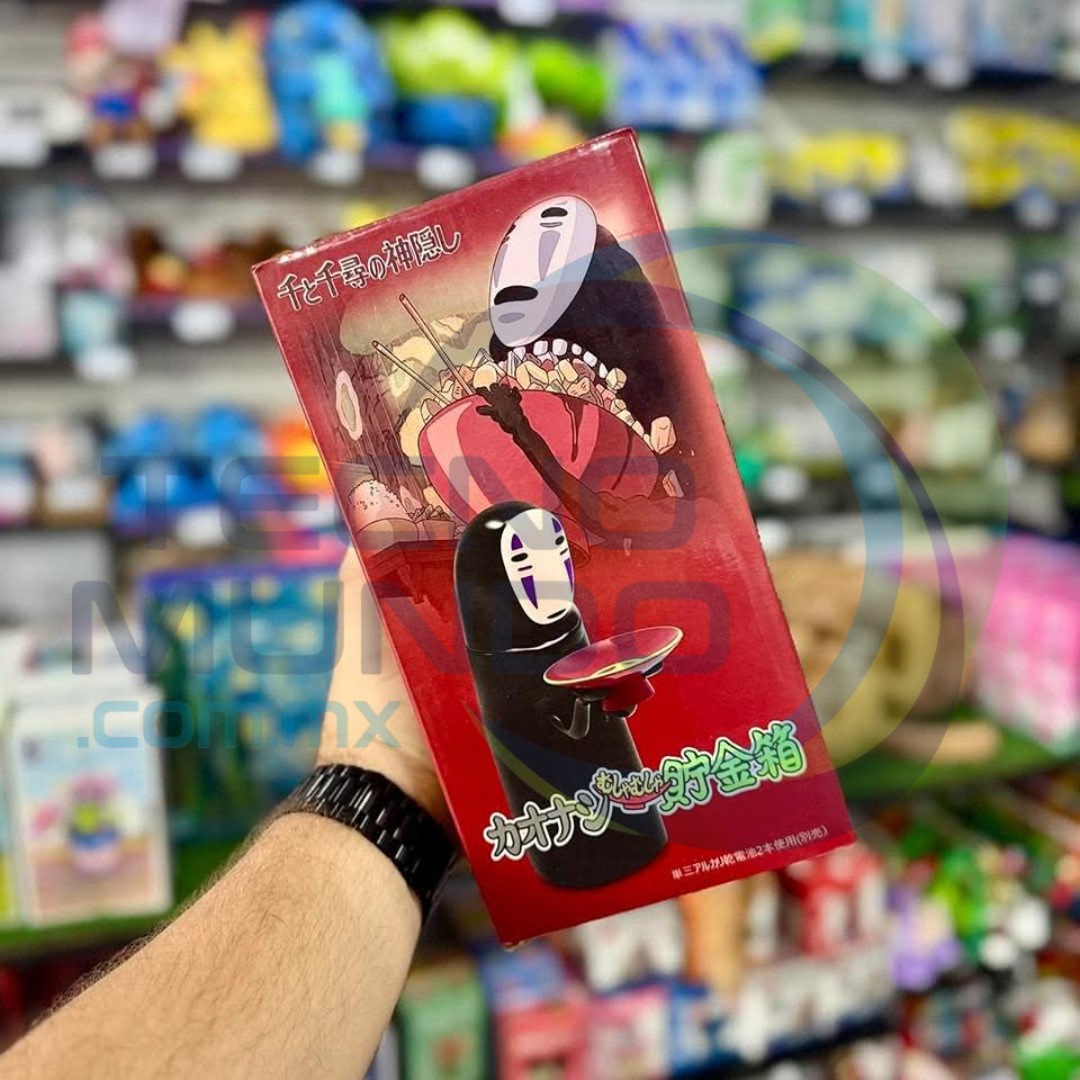 千と千尋の神隠し
カオナシ むしゃむしゃ 貯金箱
単三アルカリ乾電池2本使用(別売)
TECNO
MUNDO
.com.mx